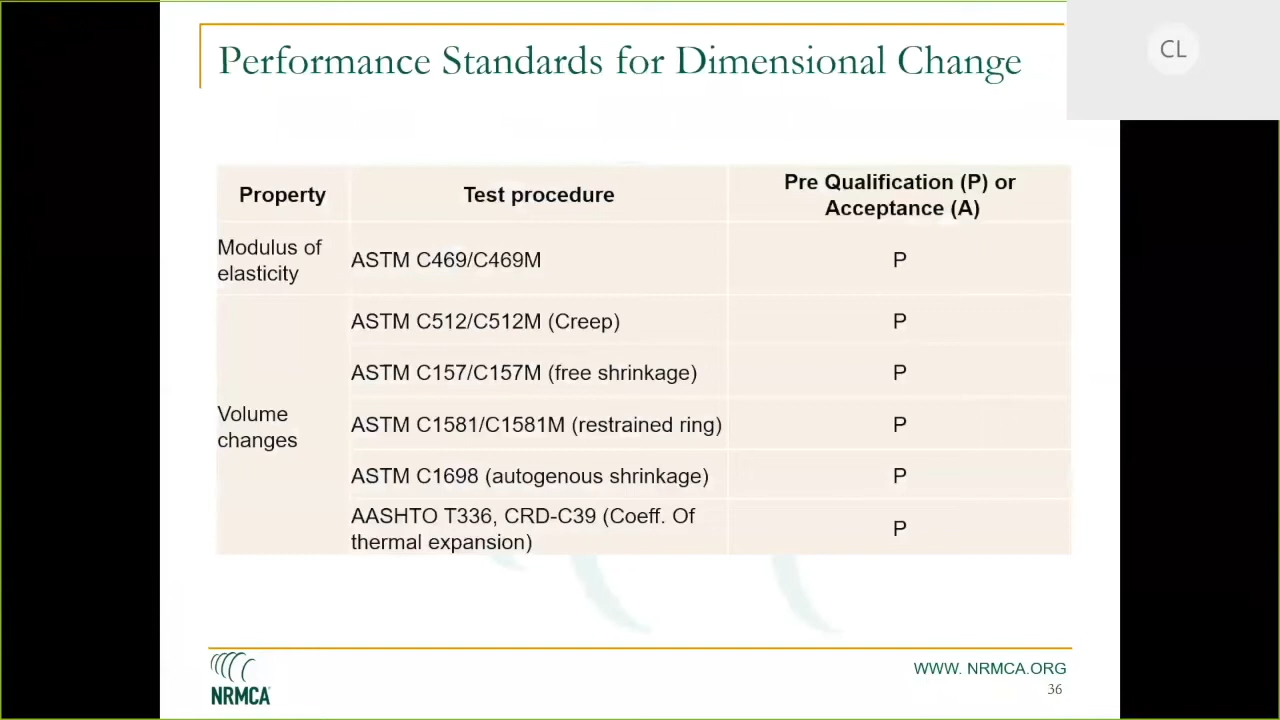 Performance Standards for Dimensional Change
CL
Property
Test procedure
Pre Qualification (P) or
Acceptance (A)
Modulus of
elasticity
ASTM C469/C469M
P
Volume
changes
ASTM C512/C512M (Creep)
P
ASTM C157/C157M (free shrinkage)
P
ASTM C1581/C1581M (restrained ring)
P
ASTM C1698 (autogenous shrinkage)
P
AASHTO T336, CRD-C39 (Coeff. Of
thermal expansion)
P
NRMCA
WWW. NRMCA.ORG
36